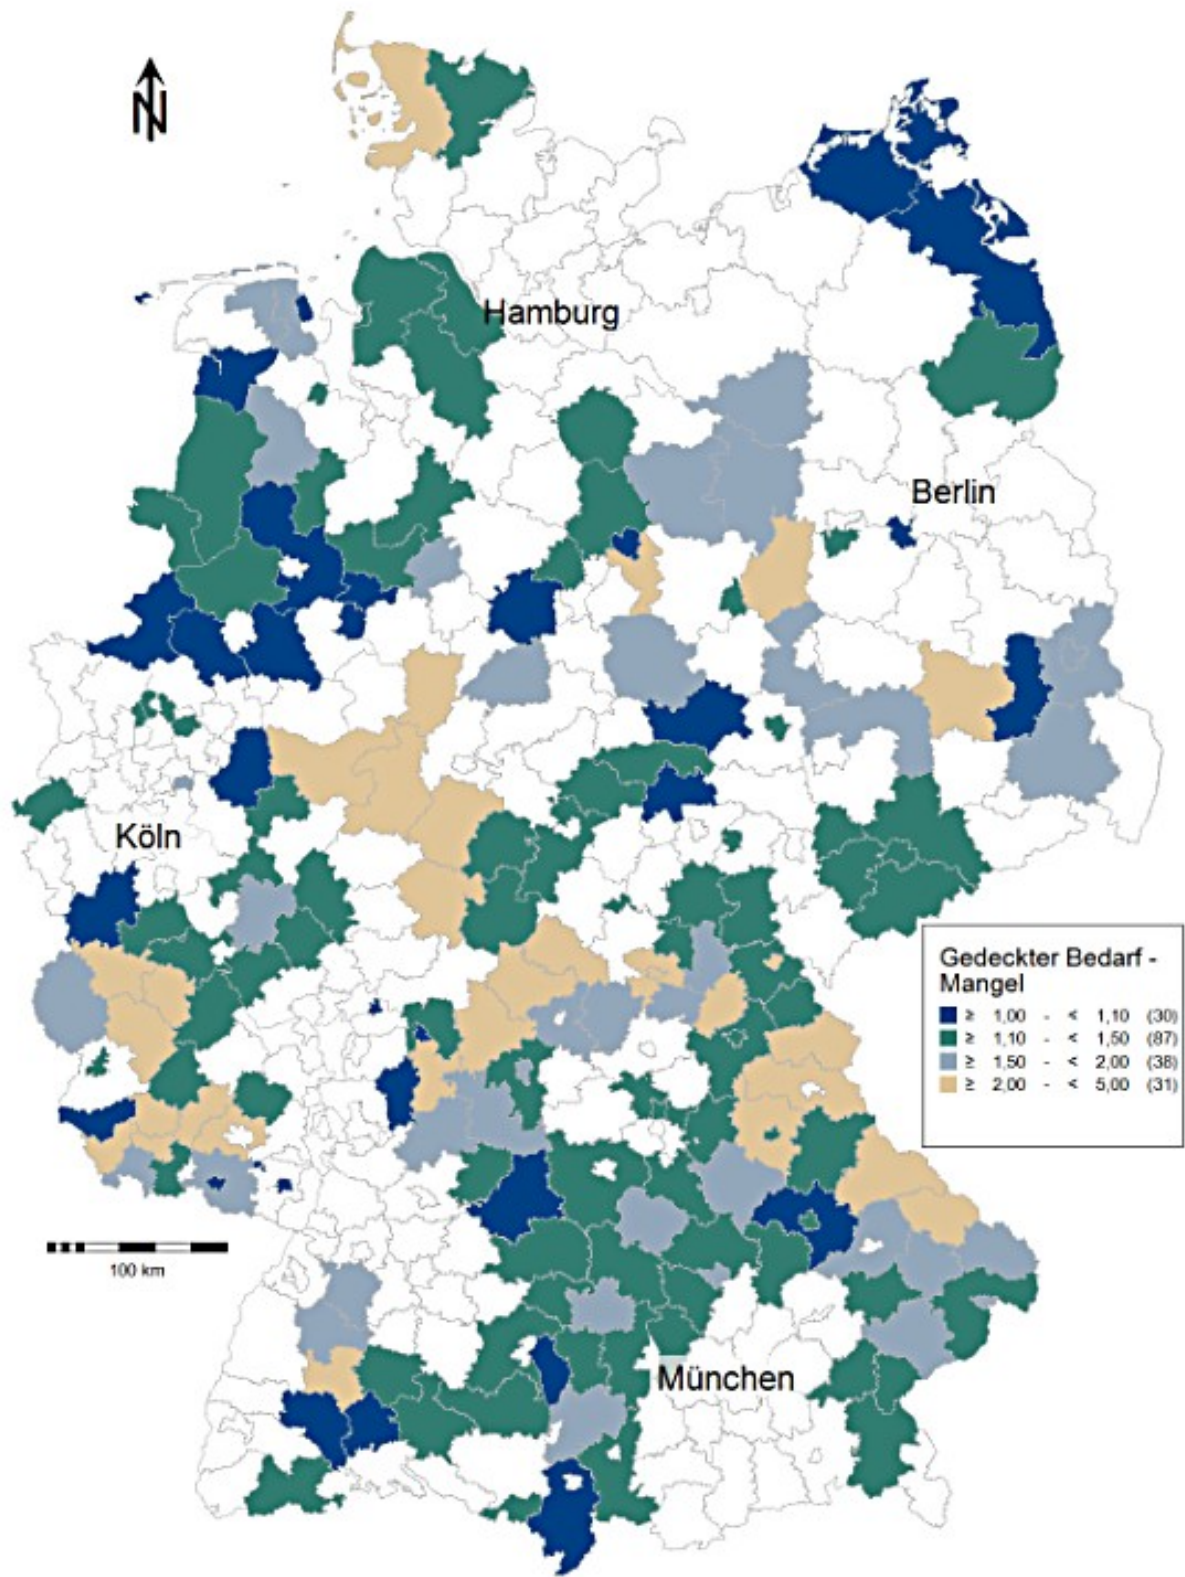 N
Hamburg
Berlin
Köln
Gedeckter Bedarf -
Mangel
≥ 1,00 - < 1,10 (30)
≥ 1,10 - < 1,50 (87)
≥ 1,50 - < 2,00 (38)
≥ 2,00 - < 5,00 (31)
100 km
München